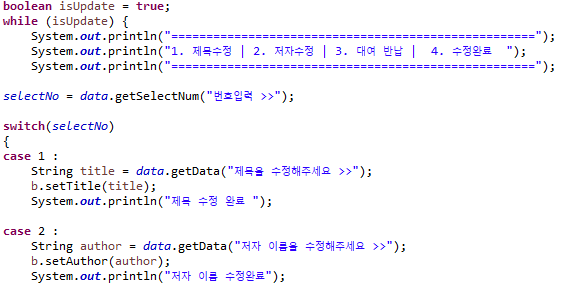 boolean isUpdate = true;
while (isUpdate) {
System.out.println("===================================================");
System.out.println("1. 제목수정 | 2. 저자수정 | 3. 대여 반납 |  4. 수정완료  ");
System.out.println("===================================================");
selectNo = data.getSelectNum("번호입력 >>");
switch(selectNo)
{
case 1 :
String title = data.getData("제목을 수정해주세요 >>");
b.setTitle(title);
System.out.println("제목 수정 완료 ");
case 2 :
String author = data.getData("저자 이름을 수정해주세요 >>");
b.setAuthor(author);
System.out.println("저자 이름 수정완료");